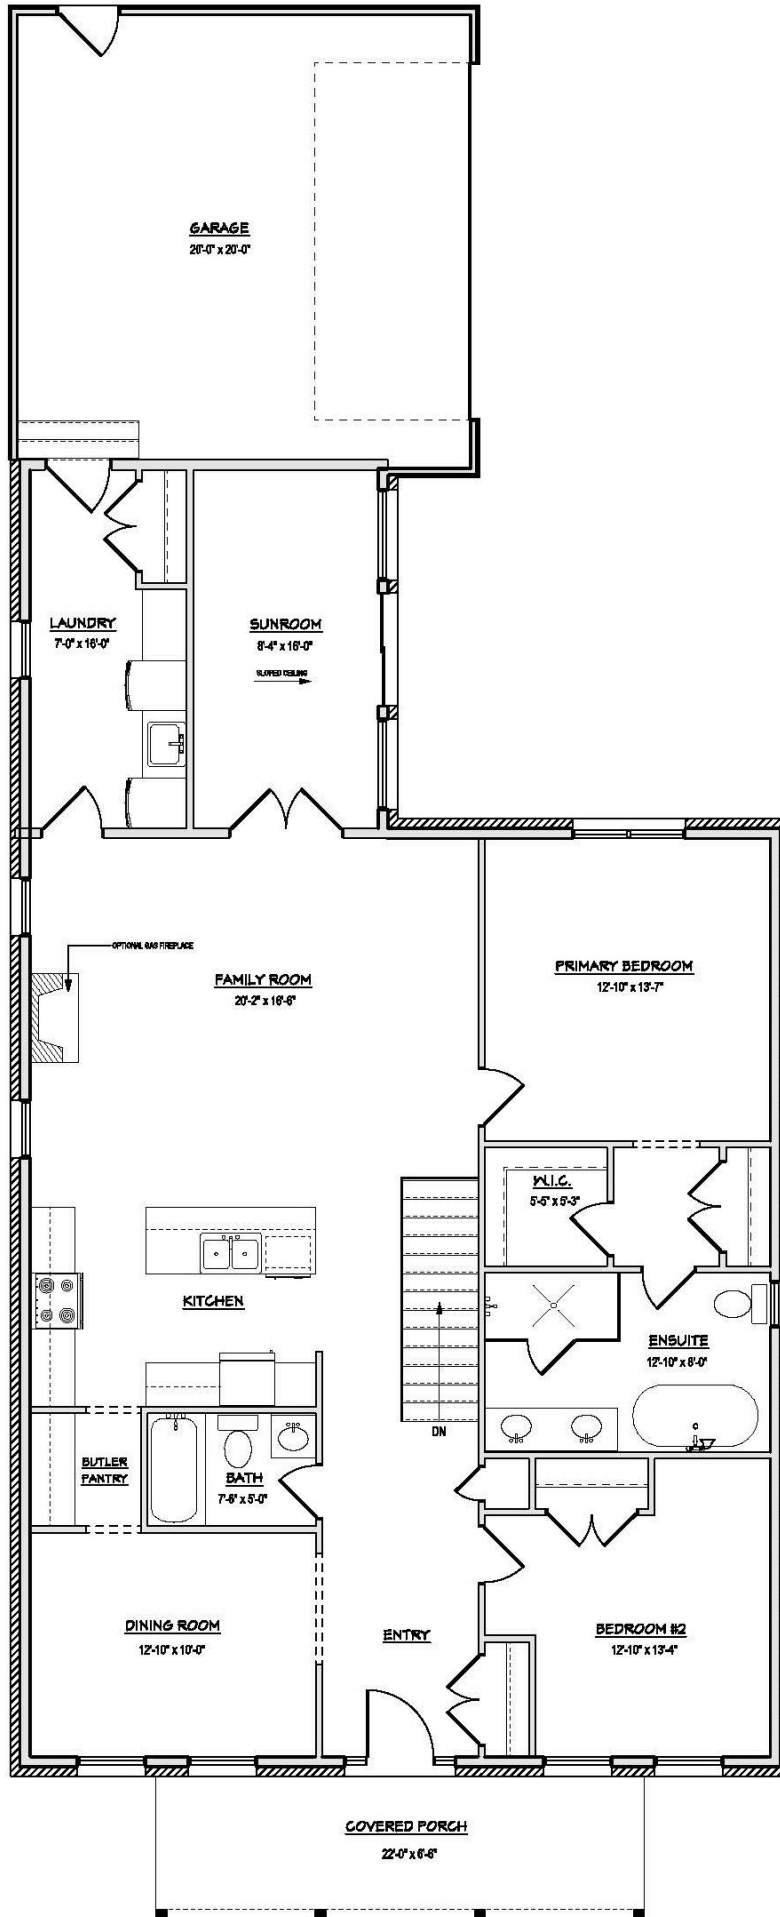 GARAGE
20'-0" x 20'-0"
LAUNDRY
7'-0" x 16'-0"
SUNROOM
8'-4" x 16'-0"
SLOPED CEILING
OPTIONAL GAS FIREPLACE
FAMILY ROOM
20'-2" x 16'-6"
PRIMARY BEDROOM
12'-10" x 13'-7"
W.I.C.
5'-5" x 5'-3"
KITCHEN
ENSUITE
12'-10" x 8'-0"
DN
BUTLER
PANTRY
BATH
7'-6" x 5'-0"
DINING ROOM
12'-10" x 10'-0"
ENTRY
BEDROOM #2
12'-10" x 13'-4"
COVERED PORCH
22'-0" x 6'-6"